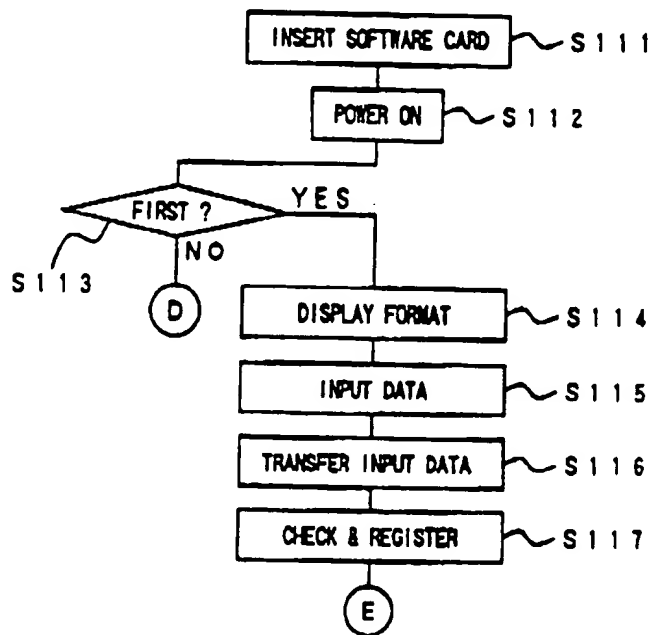 INSERT SOFTWARE CARD S111
POWER ON S112
FIRST ? YES
NO
S113
D
DISPLAY FORMAT S114
INPUT DATA S115
TRANSFER INPUT DATA S116
CHECK & REGISTER S117
E